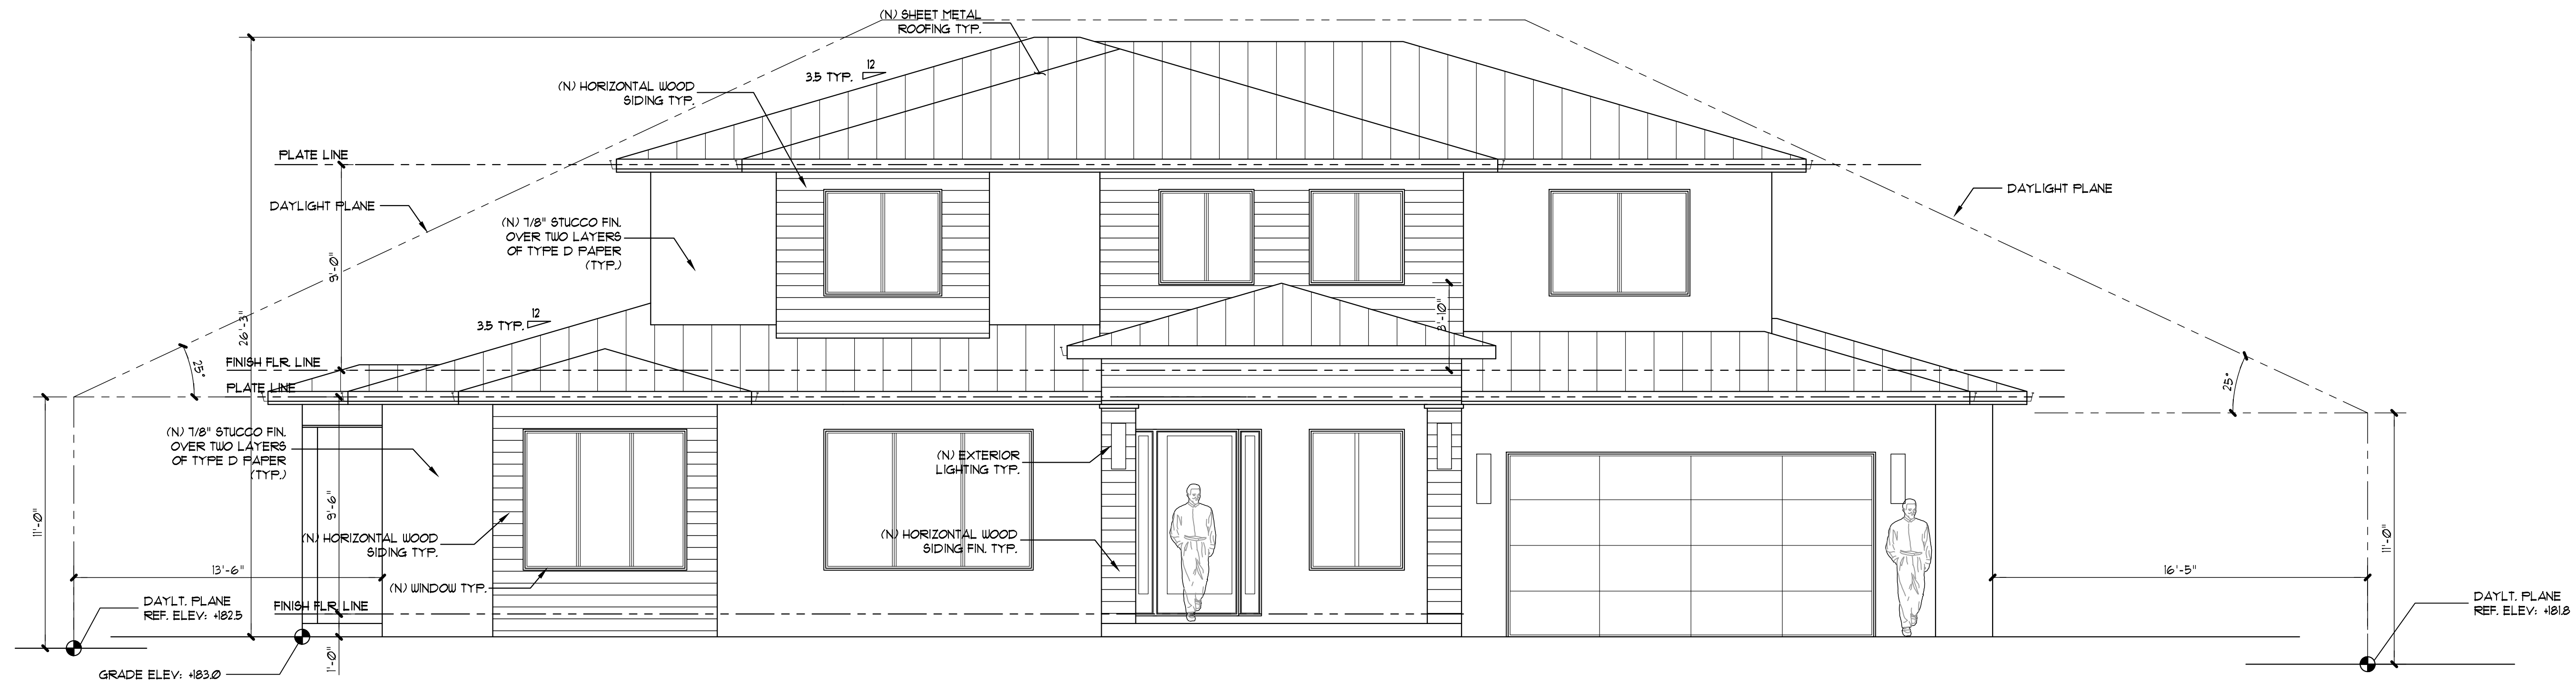 (N) SHEET METAL
ROOFING TYP.
12
3.5 TYP.
(N) HORIZONTAL WOOD
SIDING TYP.
PLATE LINE
DAYLIGHT PLANE
DAYLIGHT PLANE
(N) 7/8" STUCCO FIN.
OVER TWO LAYERS
OF TYPE D PAPER
(TYP.)
9'-0"
26'-3"
12
3.5 TYP.
3'-10"
25°
25°
FINISH FLR. LINE
PLATE LINE
(N) 7/8" STUCCO FIN.
OVER TWO LAYERS
OF TYPE D PAPER
(TYP.)
(N) EXTERIOR
LIGHTING TYP.
11'-0"
9'-6"
11'-0"
(N) HORIZONTAL WOOD
SIDING TYP.
(N) HORIZONTAL WOOD
SIDING FIN. TYP.
13'-6"
16'-5"
(N) WINDOW TYP.
DAYLT. PLANE
REF. ELEV: +182.5
FINISH FLR. LINE
DAYLT. PLANE
REF. ELEV: +181.8
1'-0"
GRADE ELEV: +183.0